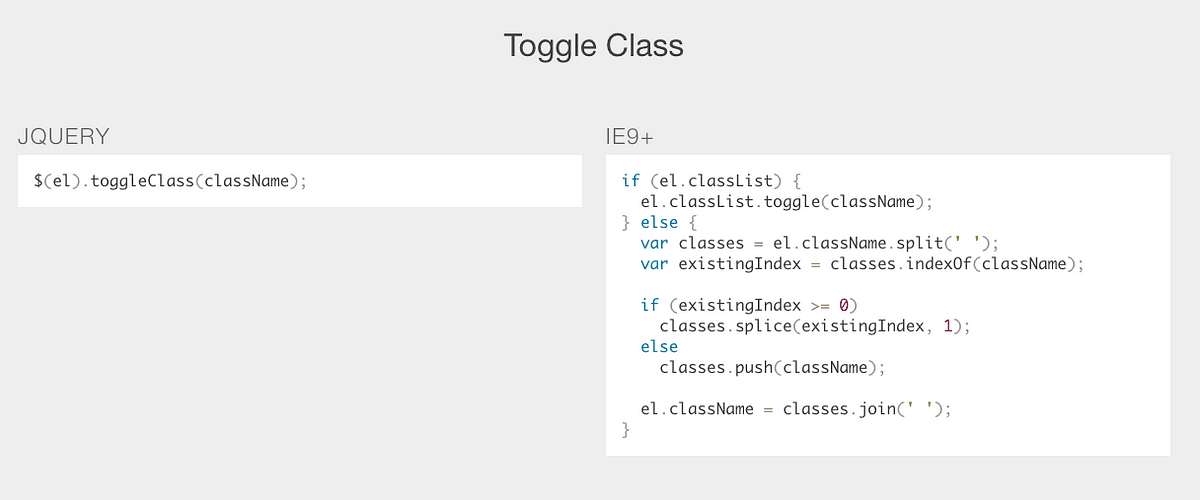 Toggle Class
JQUERY
$(el).toggleClass(className);
IE9+
if (el.classList) {
  el.classList.toggle(className);
} else {
  var classes = el.className.split(' ');
  var existingIndex = classes.indexOf(className);

  if (existingIndex >= 0)
    classes.splice(existingIndex, 1);
  else
    classes.push(className);

  el.className = classes.join(' ');
}